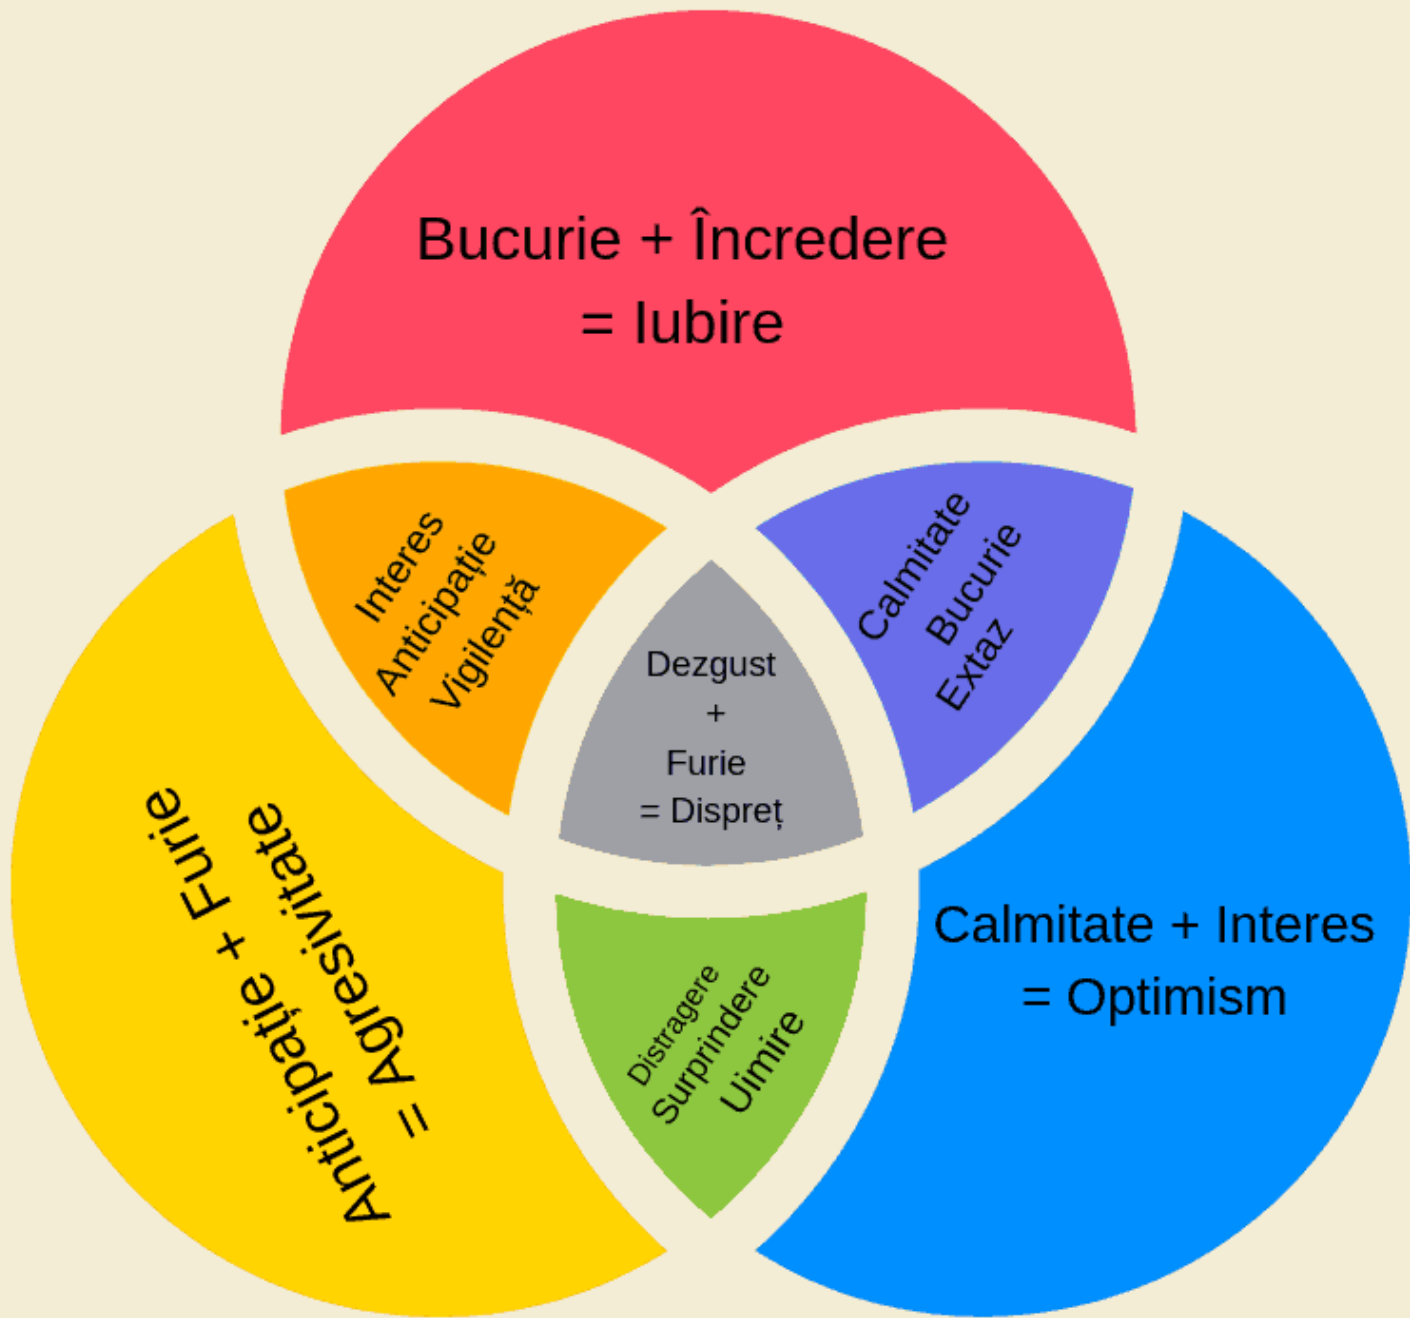 Bucurie + Încredere
= Iubire
Interes
Anticipație
Vigilență
Calmitate
Bucurie
Extaz
Dezgust
+
Furie
= Dispreț
Anticipație + Furie
= Agresivitate
Calmitate + Interes
= Optimism
Distragere
Surprindere
Uimire